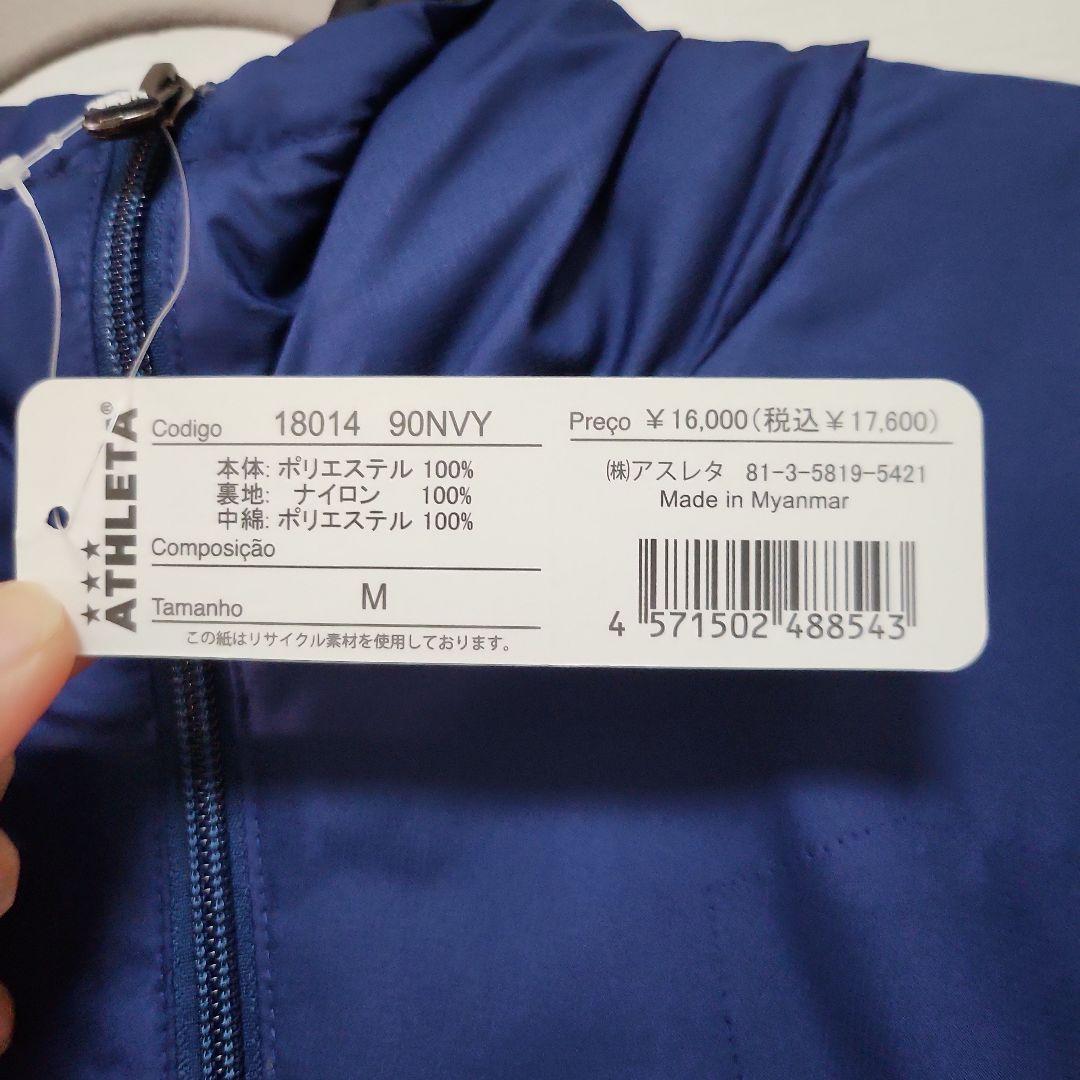 ★★★ ATHLETA®
Codigo 18014 90NVY
本体: ポリエステル 100%
裏地: ナイロン 100%
中綿: ポリエステル 100%
Composição
Tamanho M
この紙はリサイクル素材を使用しております。
Preço ¥16,000(税込¥17,600)
㈱アスレタ 81-3-5819-5421
Made in Myanmar
4 571502 488543